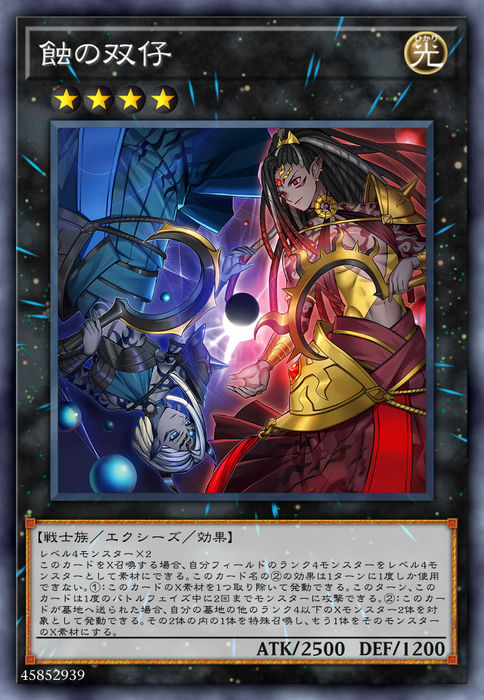 蝕の双仔
光
ひかり
【戦士族／エクシーズ／効果】
レベル4モンスター×2
このカードをX召喚する場合、自分フィールドのランク4モンスターをレベル4モ
ンスターとして素材にできる。このカード名の②の効果は1ターンに1度しか使用
できない。①：このカードのX素材を1つ取り除いて発動できる。このターン、この
カードは1度のバトルフェイズ中に2回までモンスターに攻撃できる。②：このカー
ドが墓地へ送られた場合、自分の墓地の他のランク4以下のXモンスター2体を対
象として発動できる。その2体の内の1体を特殊召喚し、もう1体をそのモンスター
のX素材にする。
ATK/2500 DEF/1200
45852939